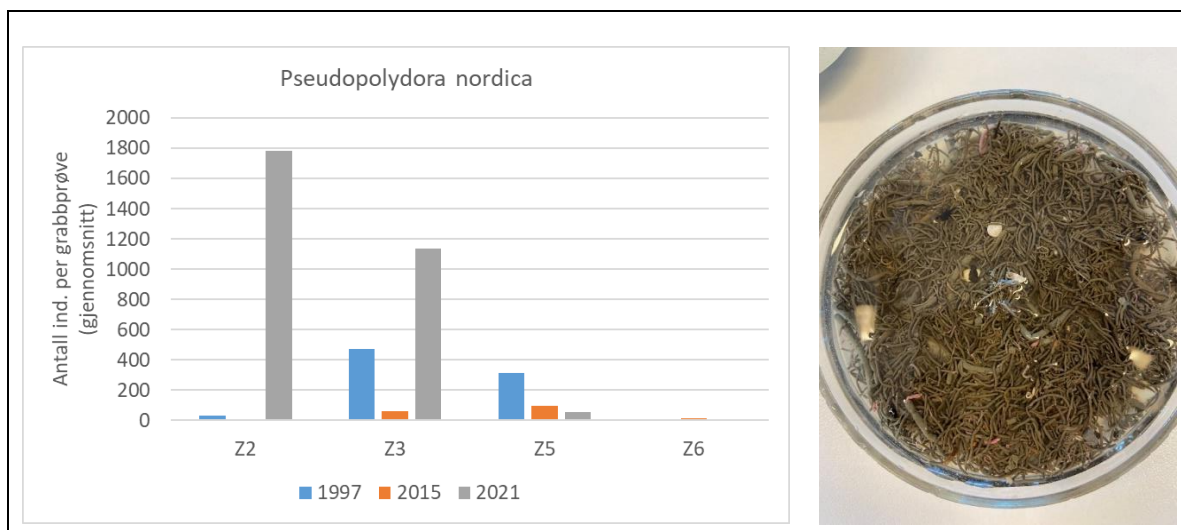 Pseudopolydora nordica
Antall ind. per grabbprøve
(gjennomsnitt)
2000
1800
1600
1400
1200
1000
800
600
400
200
0
Z2 Z3 Z5 Z6
1997 2015 2021